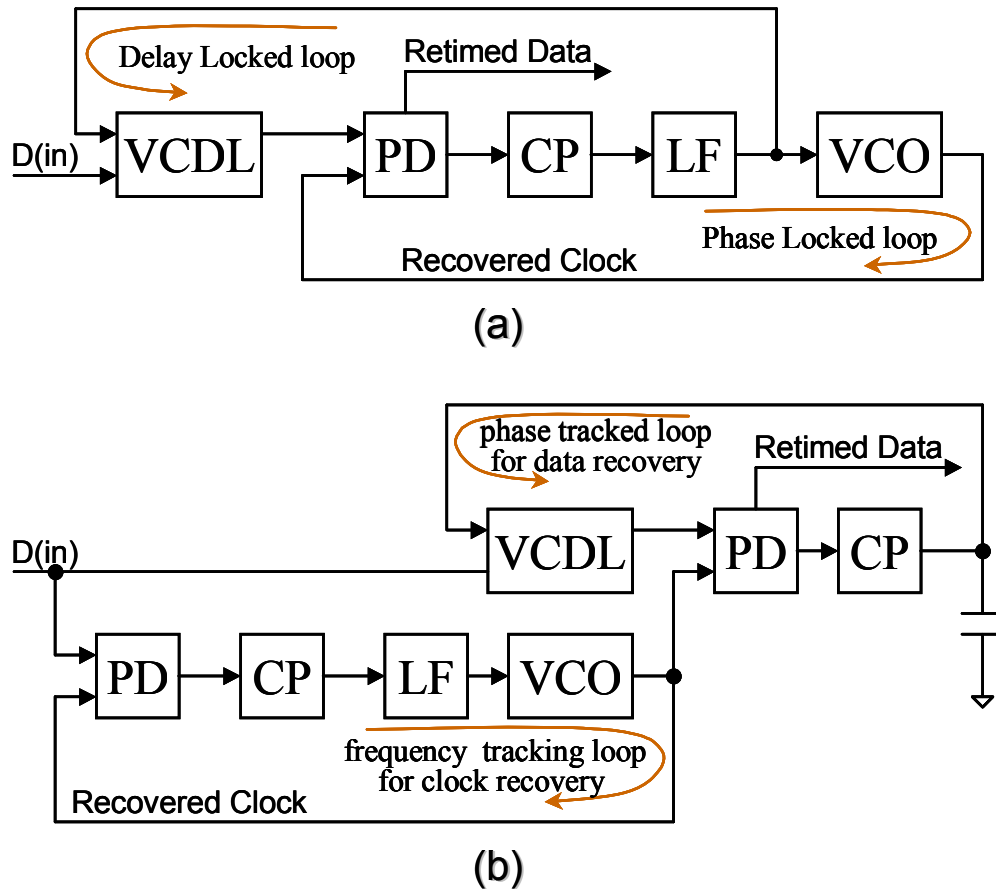 Delay Locked loop
Retimed Data
D(in)
VCDL
PD
CP
LF
VCO
Phase Locked loop
Recovered Clock
(a)
phase tracked loop
for data recovery
Retimed Data
D(in)
VCDL
PD
CP
PD
CP
LF
VCO
frequency tracking loop
for clock recovery
Recovered Clock
(b)